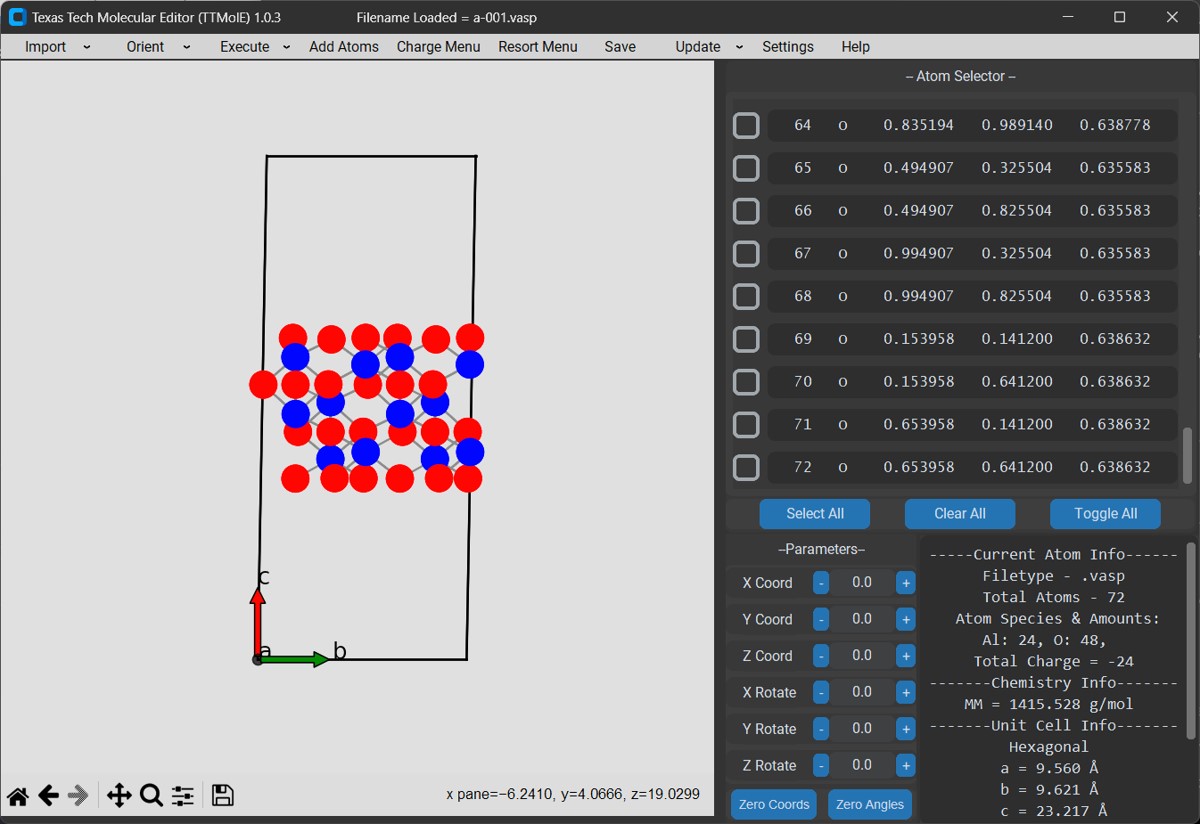 Texas Tech Molecular Editor (TTMolE) 1.0.3 Filename Loaded = a-001.vasp
Import Orient Execute Add Atoms Charge Menu Resort Menu Save Update Settings Help
-- Atom Selector --
64 O 0.835194 0.989140 0.638778
65 O 0.494907 0.325504 0.635583
66 O 0.494907 0.825504 0.635583
67 O 0.994907 0.325504 0.635583
68 O 0.994907 0.825504 0.635583
69 O 0.153958 0.141200 0.638632
70 O 0.153958 0.641200 0.638632
71 O 0.653958 0.141200 0.638632
72 O 0.653958 0.641200 0.638632
Select All Clear All Toggle All
c
a
b
x pane=−6.2410, y=4.0666, z=19.0299
--Parameters--
X Coord - 0.0 +
Y Coord - 0.0 +
Z Coord - 0.0 +
X Rotate - 0.0 +
Y Rotate - 0.0 +
Z Rotate - 0.0 +
Zero Coords Zero Angles
-----Current Atom Info------
Filetype - .vasp
Total Atoms - 72
Atom Species & Amounts:
Al: 24, O: 48,
Total Charge = -24
-------Chemistry Info-------
MM = 1415.528 g/mol
-------Unit Cell Info-------
Hexagonal
a = 9.560 Å
b = 9.621 Å
c = 23.217 Å